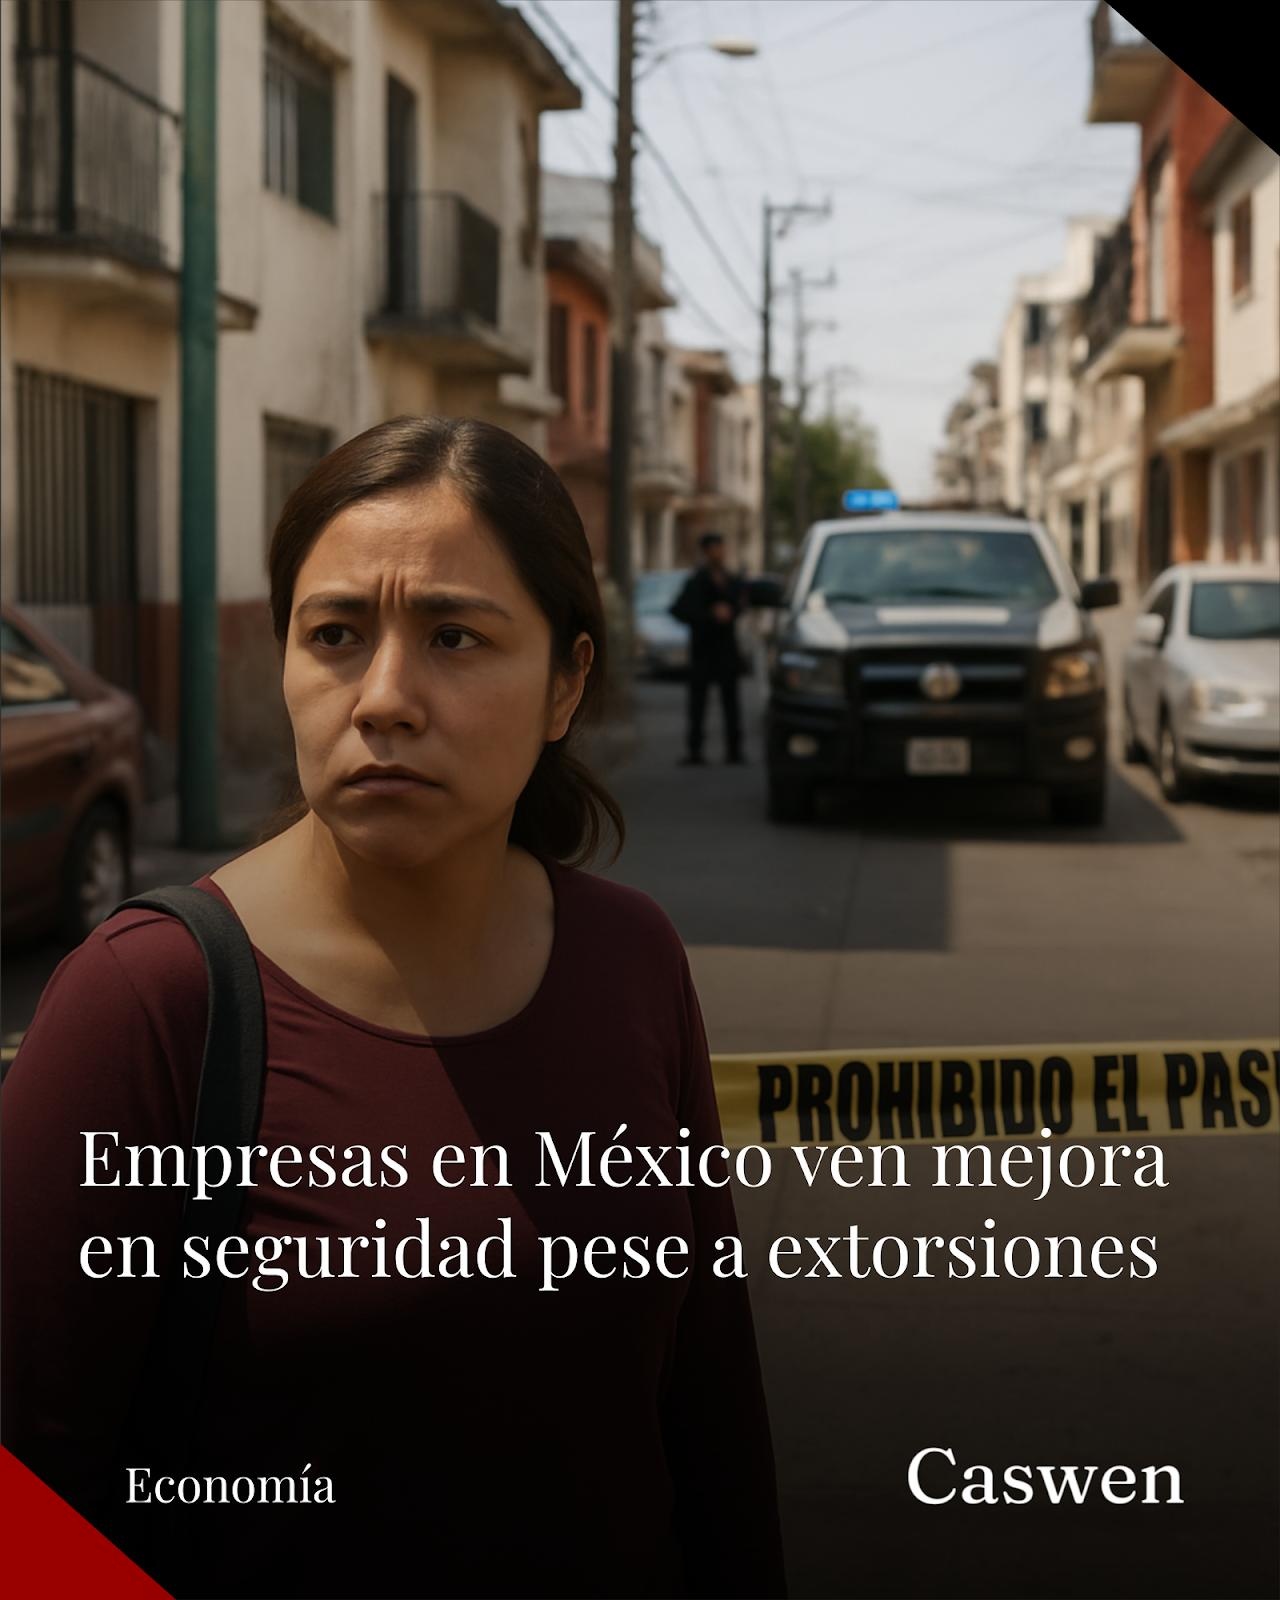 PROHIBIDO EL PAS
Empresas en México ven mejora
en seguridad pese a extorsiones
Economía
Caswen